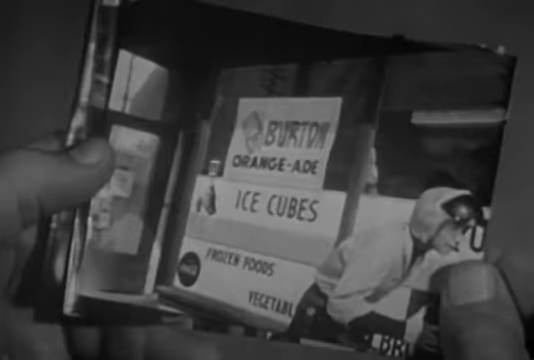 BURTON
ORANGE-ADE
ICE CUBES
FROZEN FOODS
VEGETABL